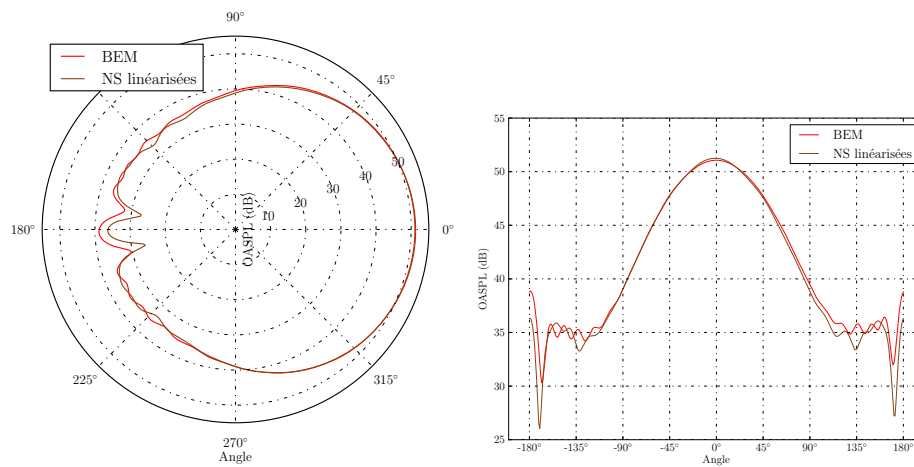 90°
BEM
NS linéarisées
45°
50
40
30
20
10
OASPL (dB)
180°
0°
225°
315°
270°
Angle
55
50
45
40
35
30
25
OASPL (dB)
BEM
NS linéarisées
-180° -135° -90° -45° 0° 45° 90° 135° 180°
Angle